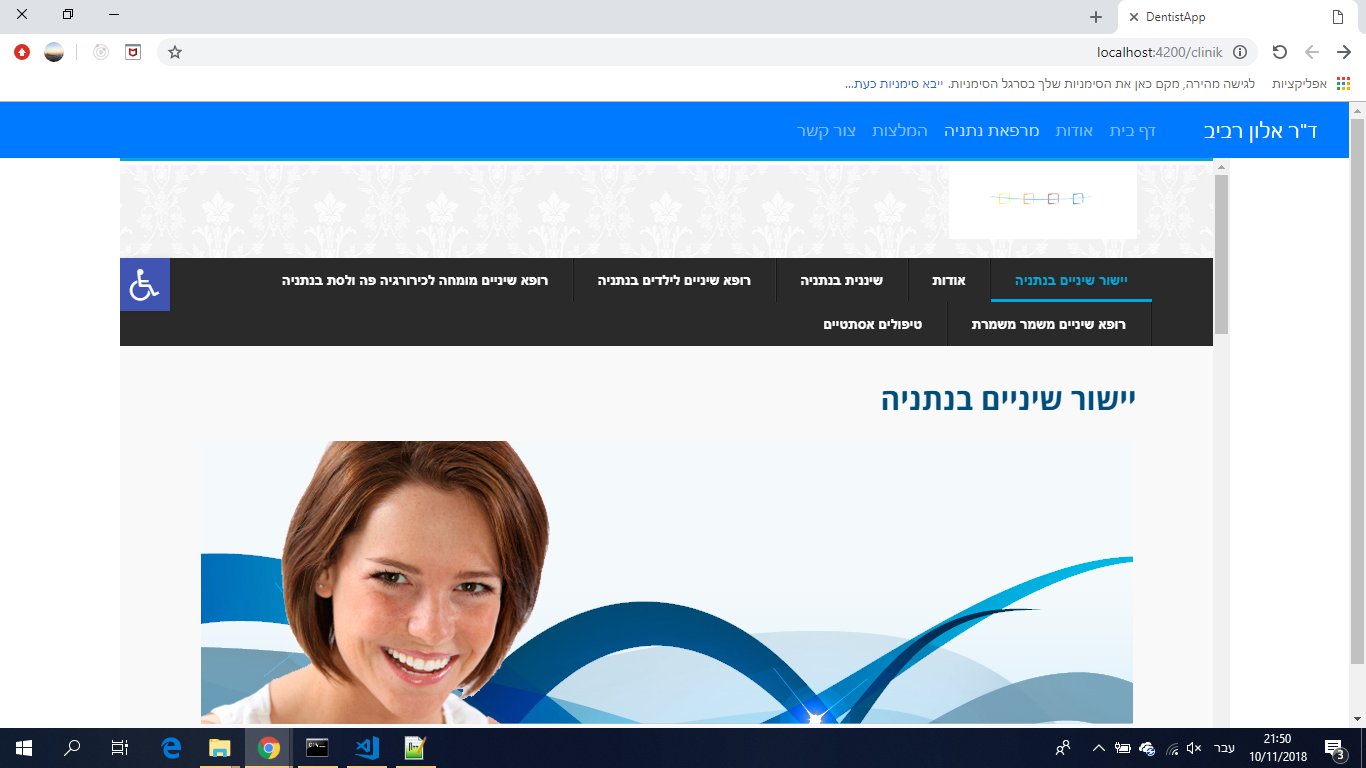 DentistApp
localhost:4200/clinik
אפליקציות לגישה מהירה, מקם כאן את הסימניות שלך בסרגל הסימניות. ייבא סימניות כעת...
ד"ר אלון רביב דף בית אודות מרפאת נתניה המלצות צור קשר
יישור שיניים בנתניה אודות שיננית בנתניה רופא שיניים לילדים בנתניה רופא שיניים מומחה לכירורגיה פה ולסת בנתניה
רופא שיניים משמר משמרת טיפולים אסתטיים
יישור שיניים בנתניה
עבר 21:50
10/11/2018 3